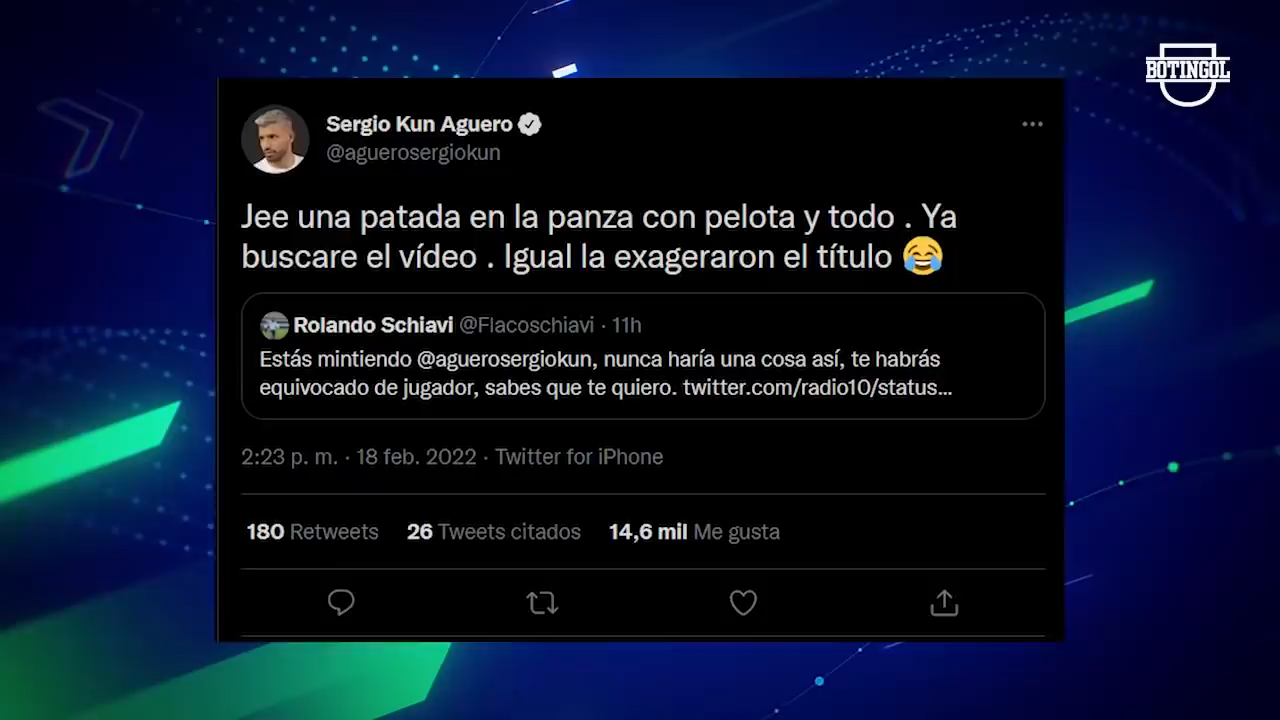 BOTINGOL
Sergio Kun Aguero
@aguerosergiokun
Jee una patada en la panza con pelota y todo . Ya
buscare el vídeo . Igual la exageraron el título 😂
Rolando Schiavi @Flacoschiavi · 11h
Estás mintiendo @aguerosergiokun, nunca haría una cosa así, te habrás
equivocado de jugador, sabes que te quiero. twitter.com/radio10/status...
2:23 p. m. · 18 feb. 2022 · Twitter for iPhone
180 Retweets 26 Tweets citados 14,6 mil Me gusta